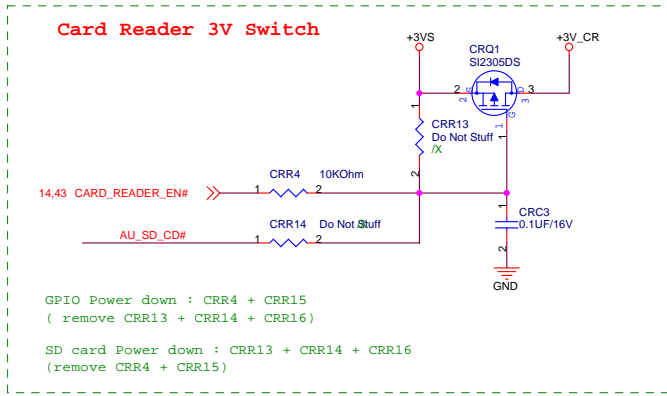 Card Reader 3V Switch
+3VS
+3V_CR
CRQ1
SI2305DS
2
3
2
S
D
3
G
1
1
1
CRR13
Do Not Stuff
/X
2
CRR4
10KOhm
14,43 CARD_READER_EN#
1
2
1
CRC3
0.1UF/16V
2
CRR14
Do Not Stuff
AU_SD_CD#
1
2
GND
GPIO Power down : CRR4 + CRR15
( remove CRR13 + CRR14 + CRR16)
SD card Power down : CRR13 + CRR14 + CRR16
(remove CRR4 + CRR15)